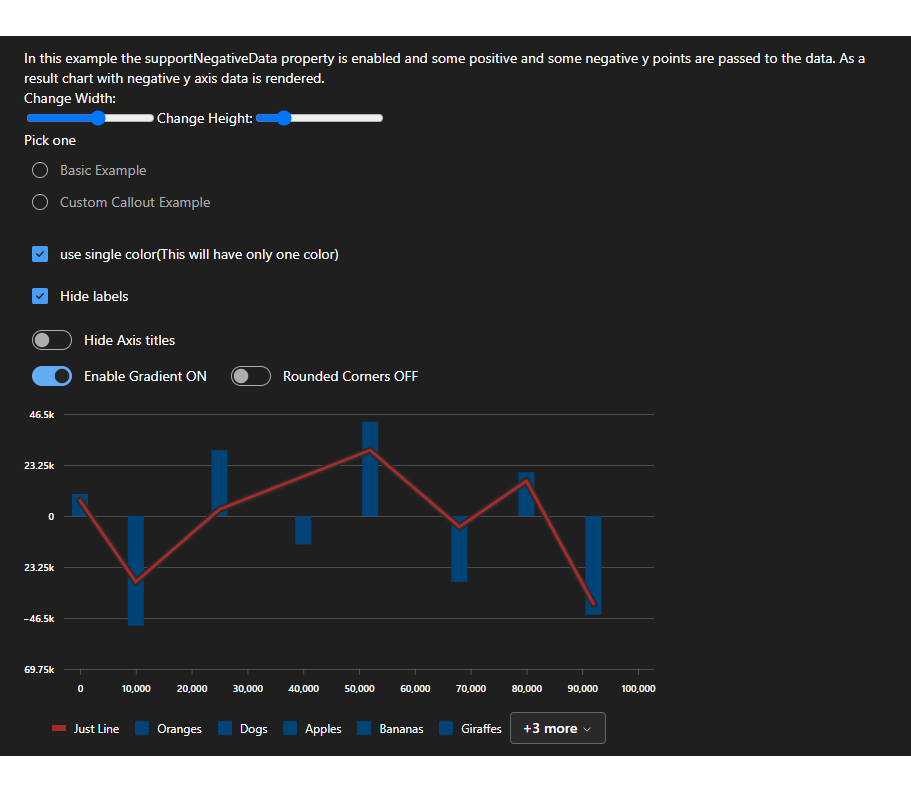 In this example the supportNegativeData property is enabled and some positive and some negative y points are passed to the data. As a
result chart with negative y axis data is rendered.
Change Width:
Change Height:
Pick one
Basic Example
Custom Callout Example
use single color(This will have only one color)
Hide labels
Hide Axis titles
Enable Gradient ON Rounded Corners OFF
46.5k
23.25k
0
23.25k
−46.5k
69.75k
0 10,000 20,000 30,000 40,000 50,000 60,000 70,000 80,000 90,000 100,000
Just Line Oranges Dogs Apples Bananas Giraffes +3 more